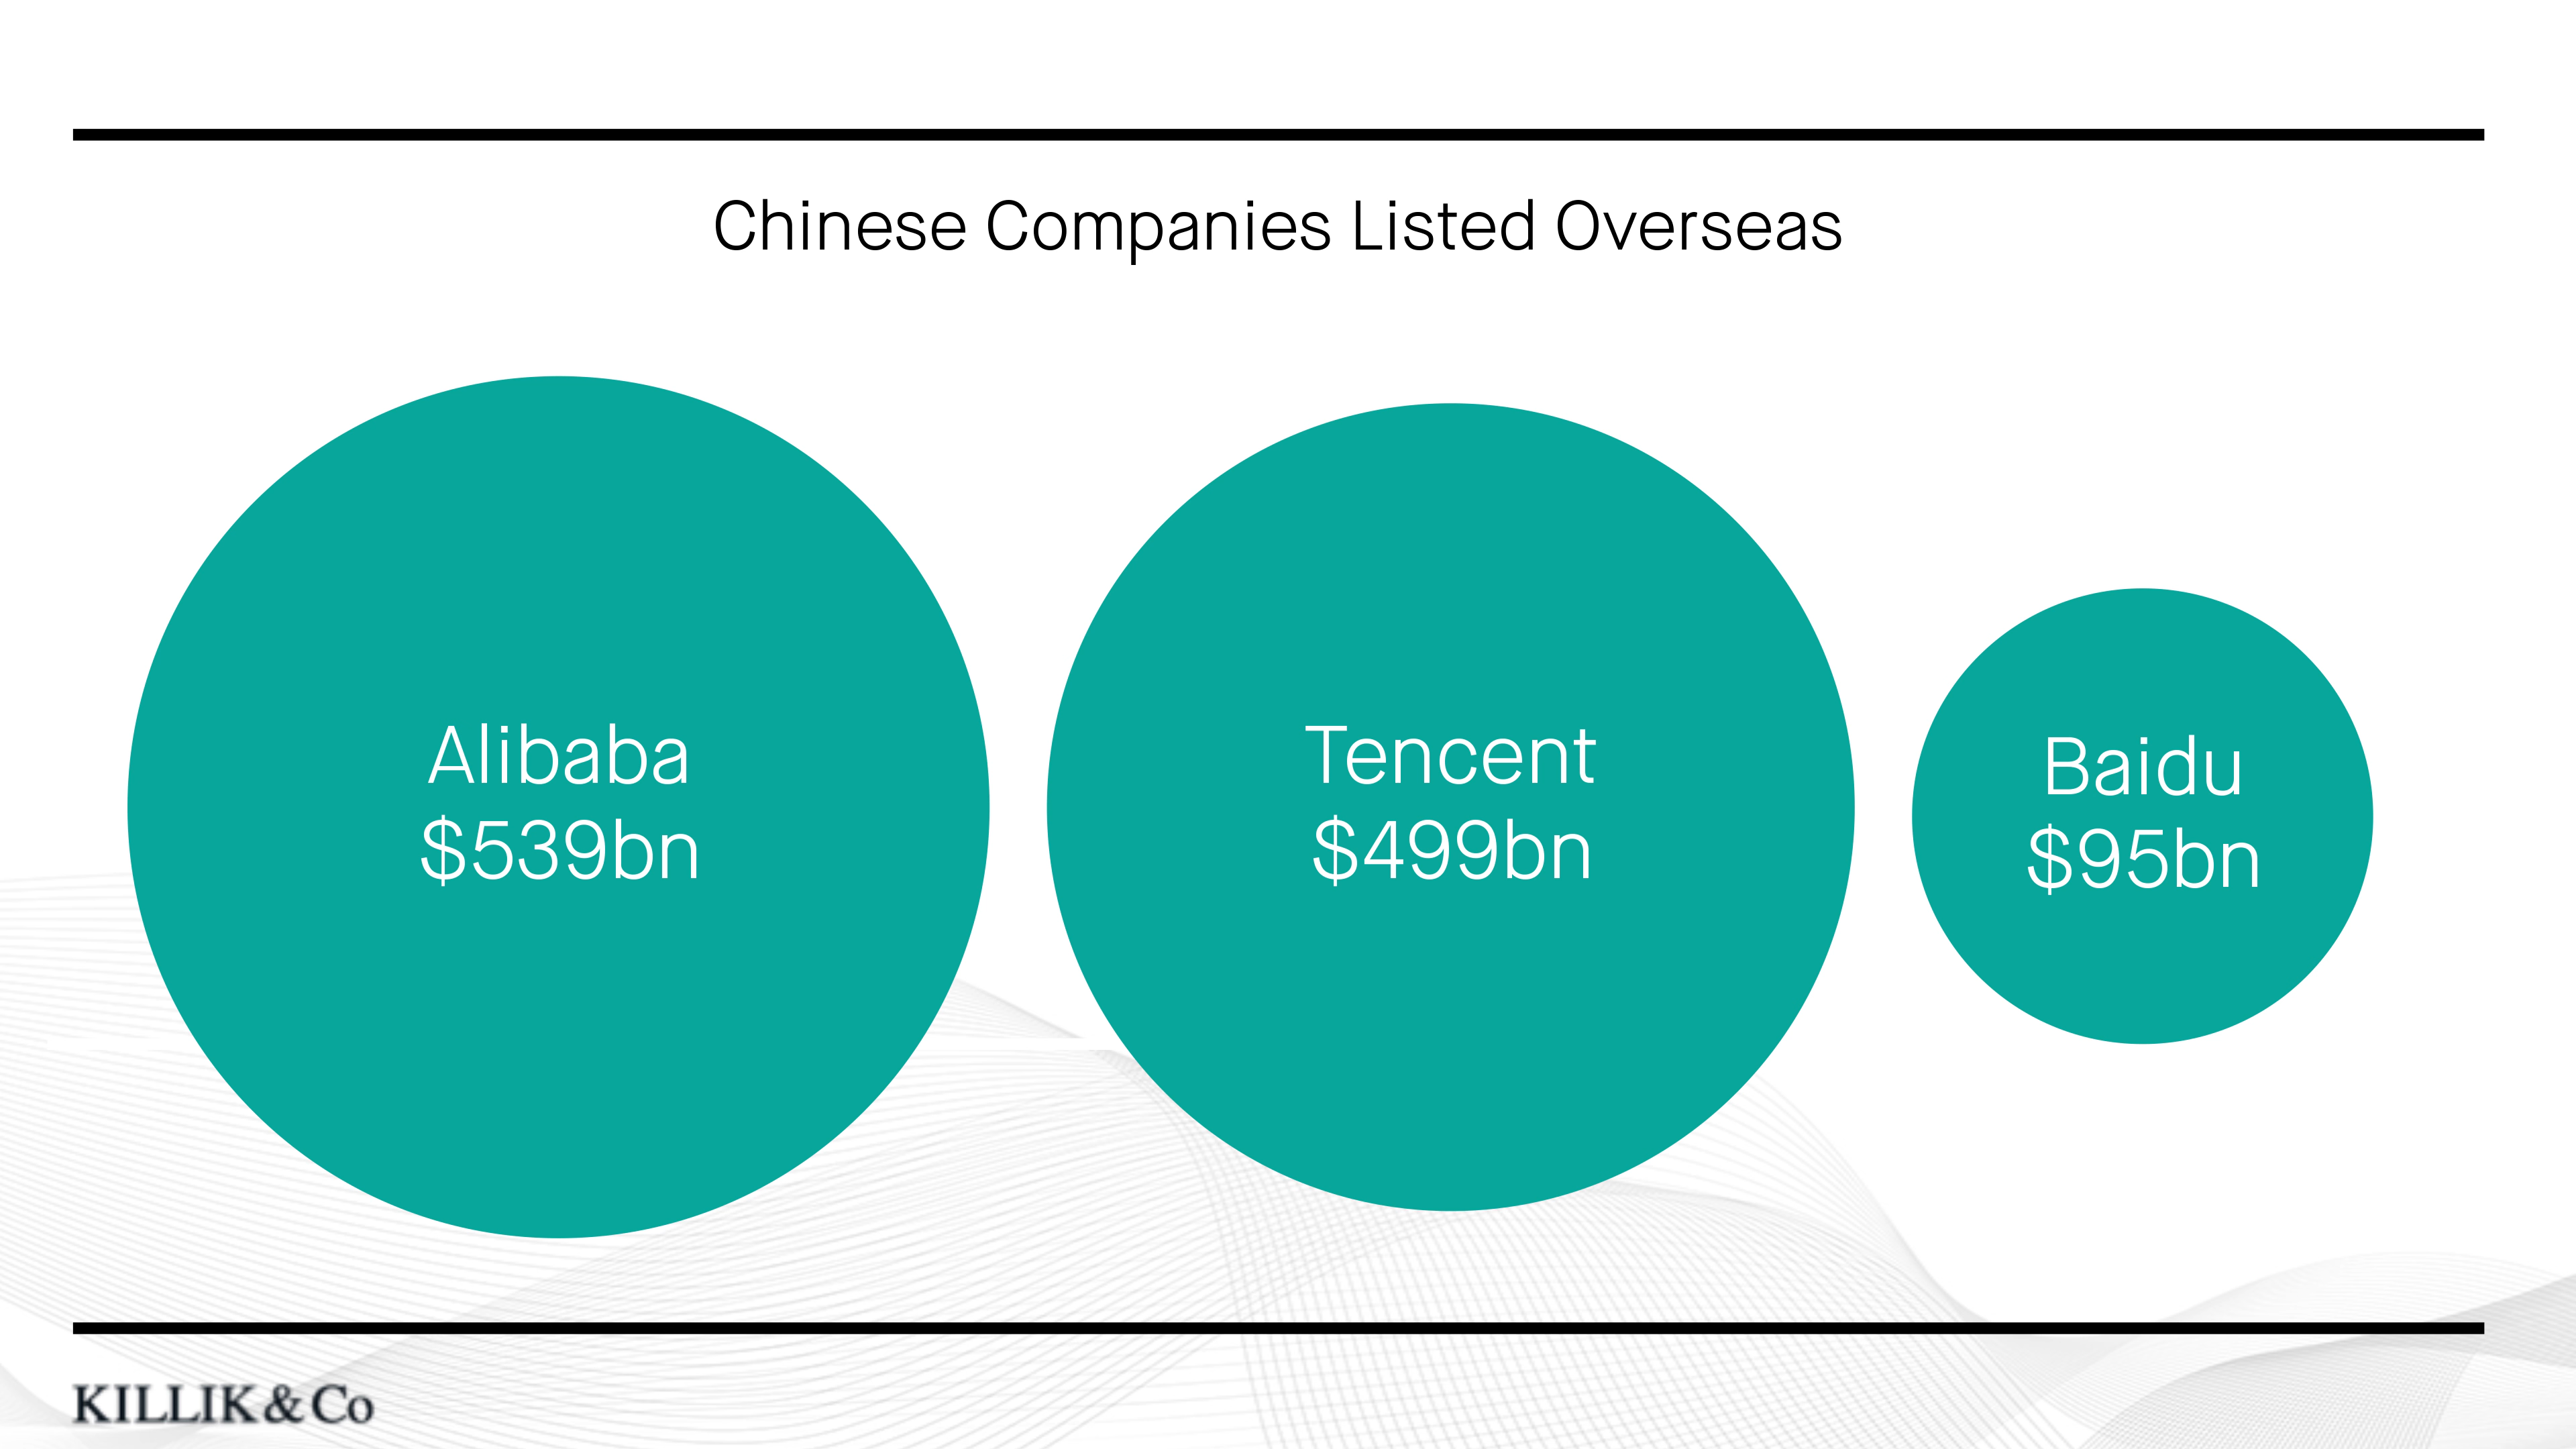 Chinese Companies Listed Overseas
Alibaba
$539bn
Tencent
$499bn
Baidu
$95bn
KILLIK & Co